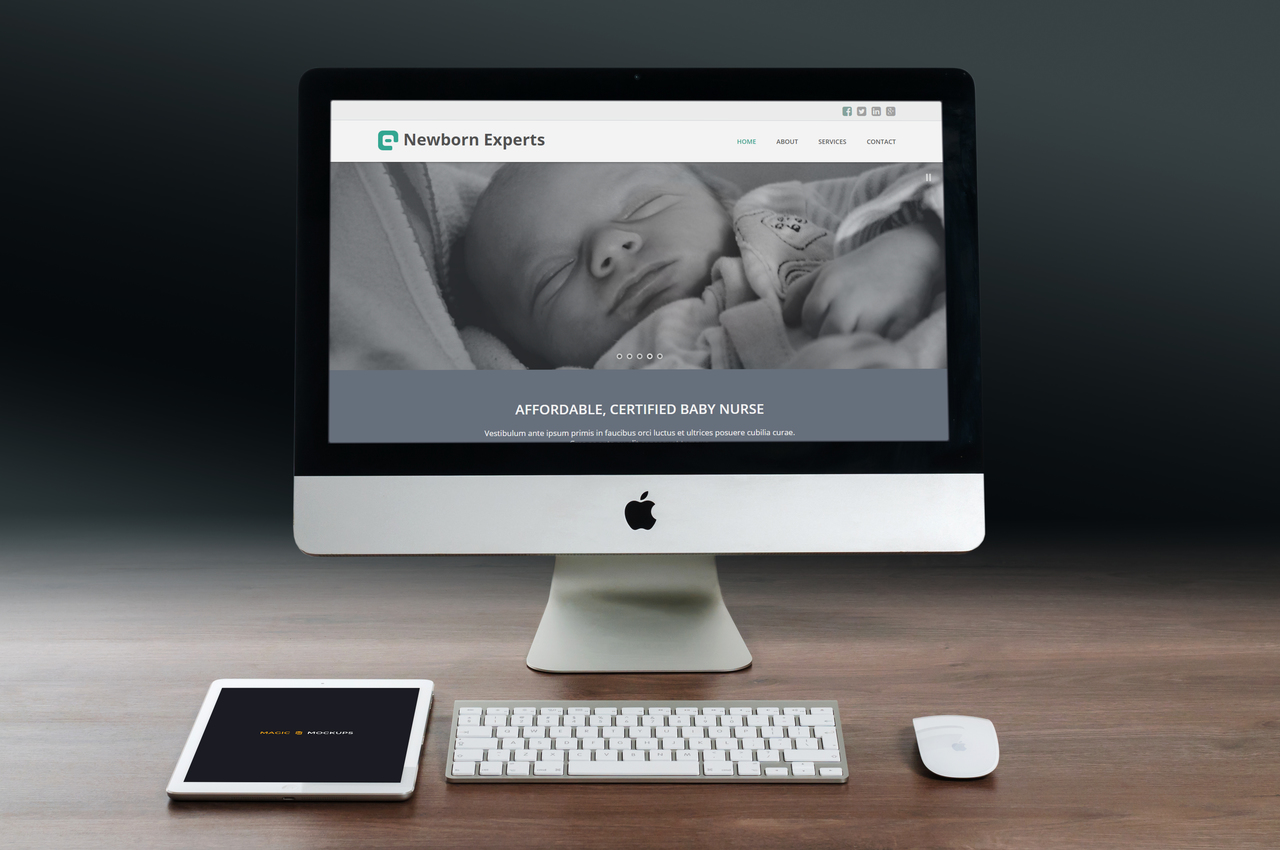 Newborn Experts
HOME ABOUT SERVICES CONTACT
AFFORDABLE, CERTIFIED BABY NURSE
Vestibulum ante ipsum primis in faucibus orci luctus et ultrices posuere cubilia curae.
MAGIC MOCKUPS